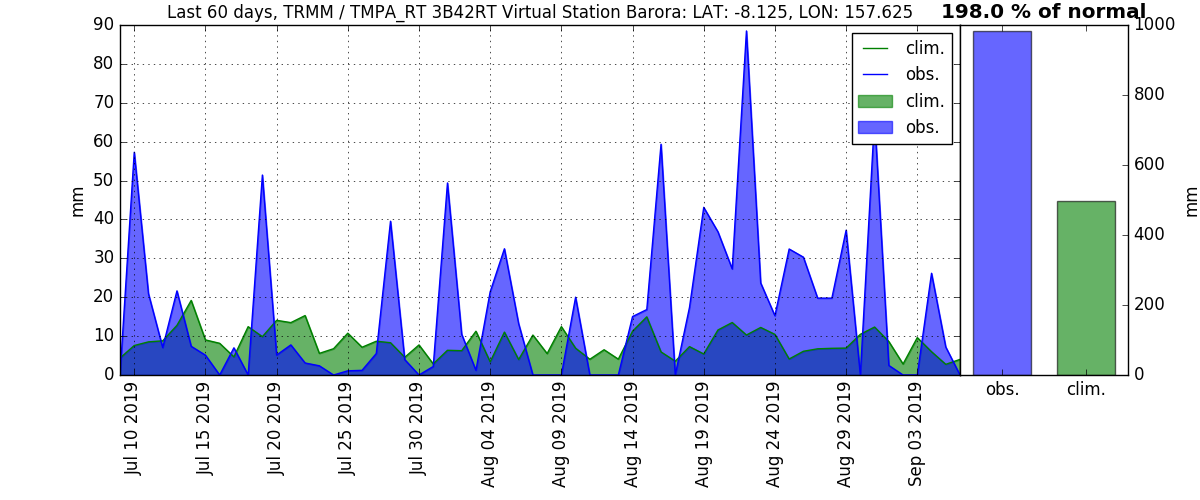 Last 60 days, TRMM / TMPA_RT 3B42RT Virtual Station Barora: LAT: -8.125, LON: 157.625
198.0 % of normal
90
80
70
60
50
40
30
20
10
0
mm
clim.
obs.
clim.
obs.
1000
800
600
400
200
0
mm
obs.
clim.
Jul 10 2019
Jul 15 2019
Jul 20 2019
Jul 25 2019
Jul 30 2019
Aug 04 2019
Aug 09 2019
Aug 14 2019
Aug 19 2019
Aug 24 2019
Aug 29 2019
Sep 03 2019